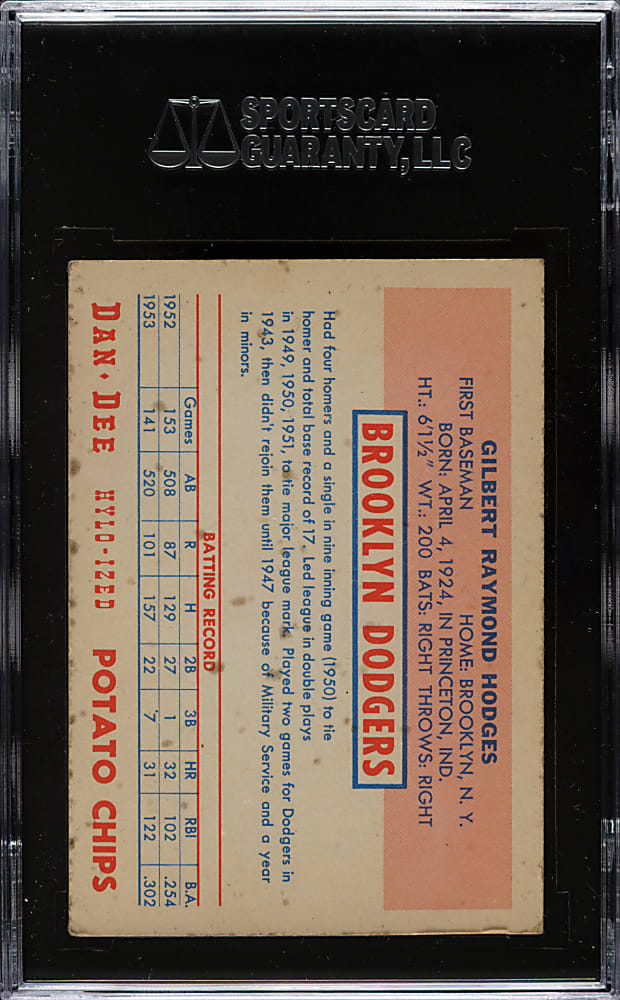 SPORTSCARD
GUARANTY, LLC
GILBERT RAYMOND HODGES
FIRST BASEMAN HOME: BROOKLYN, N. Y.
BORN: APRIL 4, 1924, IN PRINCETON, IND.
HT.: 6'1½" WT.: 200 BATS: RIGHT THROWS: RIGHT
BROOKLYN DODGERS
Had four homers and a single in nine inning game (1950) to tie
homer and total base record of 17. Led league in double plays
in 1949, 1950, 1951, to tie major league mark. Played two games for Dodgers in
1943, then didn't rejoin them until 1947 because of Military Service and a year
in minors.
BATTING RECORD
Games AB R H 2B 3B HR RBI B.A.
1952 153 508 87 129 27 1 32 102 .254
1953 141 520 101 157 22 7 31 122 .302
DAN·DEE HYLO-IZED POTATO CHIPS